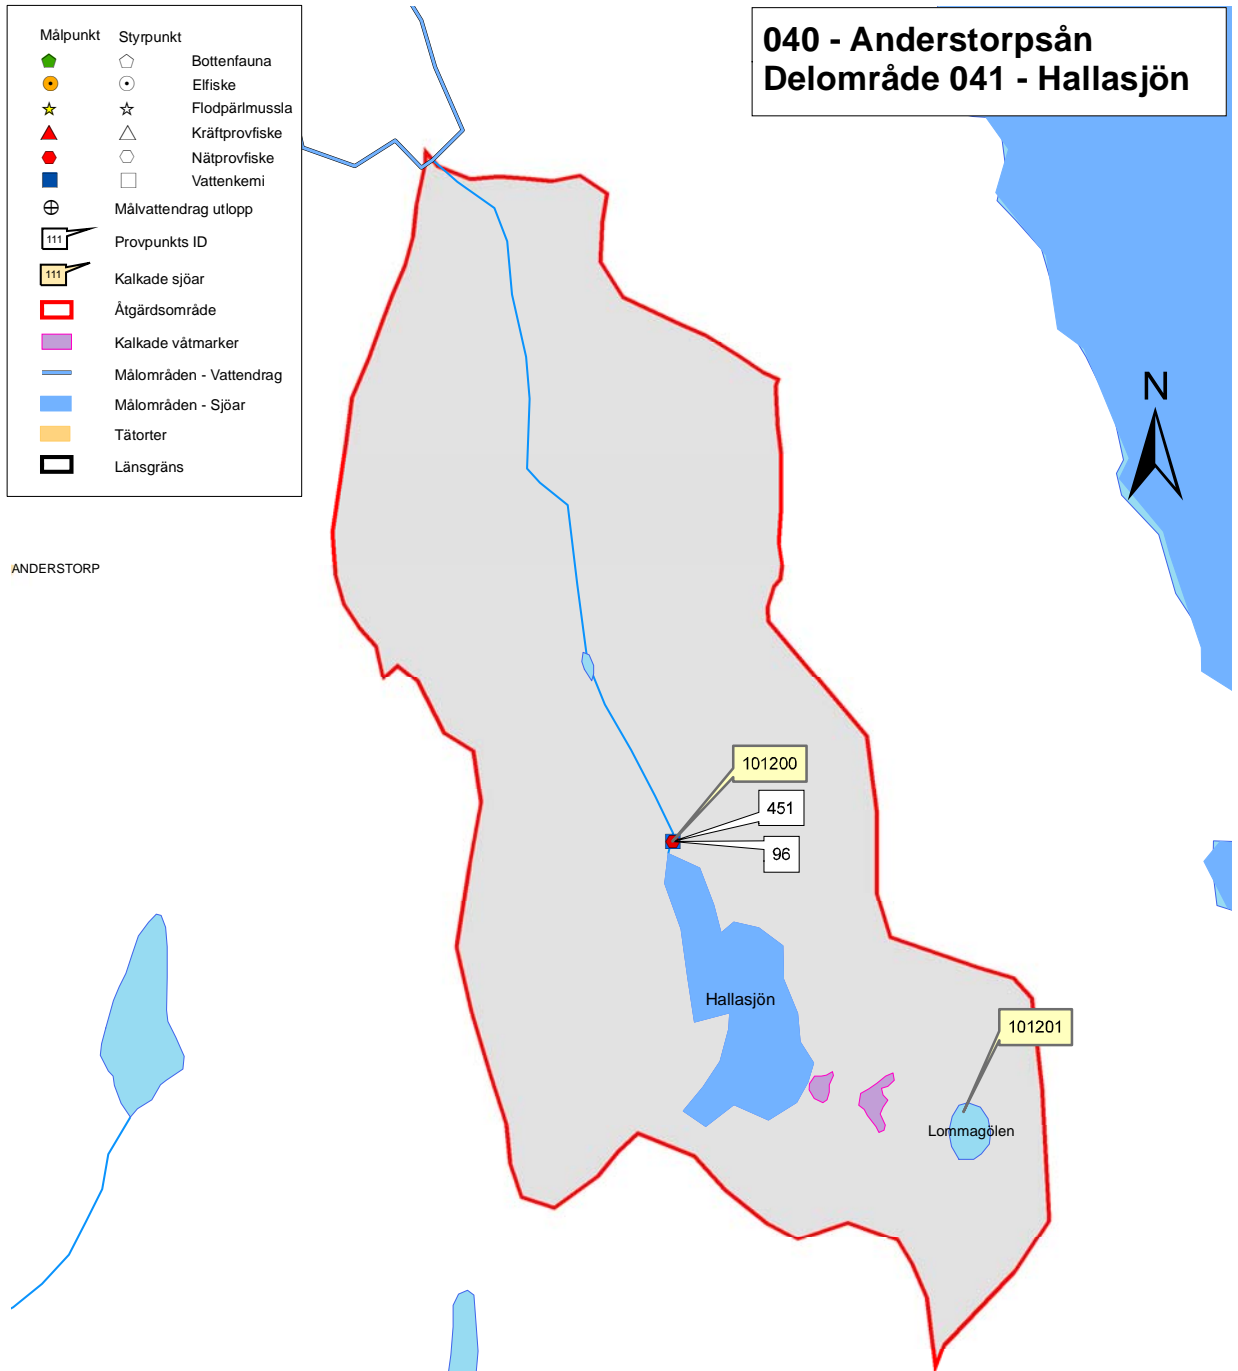 040 - Anderstorpsån
Delområde 041 - Hallasjön
Målpunkt Styrpunkt
Bottenfauna
Elfiske
Flodpärlmussla
Kräftprovfiske
Nätprovfiske
Vattenkemi
Målvattendrag utlopp
111 Provpunkts ID
111 Kalkade sjöar
Åtgärdsområde
Kalkade våtmarker
Målområden - Vattendrag
Målområden - Sjöar
Tätorter
Länsgräns
N
ANDERSTORP
101200
451
96
Hallasjön
101201
Lommagölen